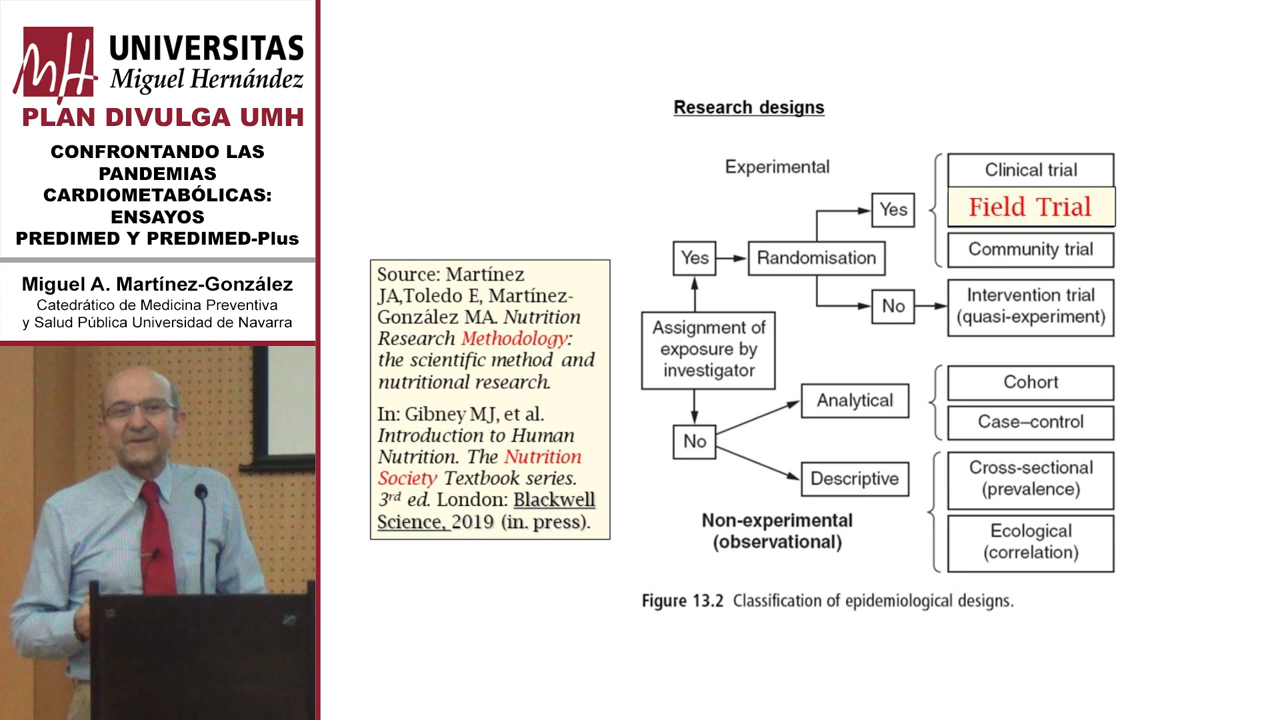 UNIVERSITAS
Miguel Hernández
PLAN DIVULGA UMH
CONFRONTANDO LAS
PANDEMIAS
CARDIOMETABÓLICAS:
ENSAYOS
PREDIMED Y PREDIMED-Plus
Miguel A. Martínez-González
Catedrático de Medicina Preventiva
y Salud Pública Universidad de Navarra
Source: Martínez
JA,Toledo E, Martínez-
González MA. Nutrition
Research Methodology:
the scientific method and
nutritional research.
In: Gibney MJ, et al.
Introduction to Human
Nutrition. The Nutrition
Society Textbook series.
3rd ed. London: Blackwell
Science, 2019 (in. press).
Research designs
Experimental
Yes
Randomisation
Yes
No
Clinical trial
Field Trial
Community trial
Intervention trial
(quasi-experiment)
Assignment of
exposure by
investigator
No
Analytical
Descriptive
Cohort
Case–control
Cross-sectional
(prevalence)
Ecological
(correlation)
Non-experimental
(observational)
Figure 13.2 Classification of epidemiological designs.